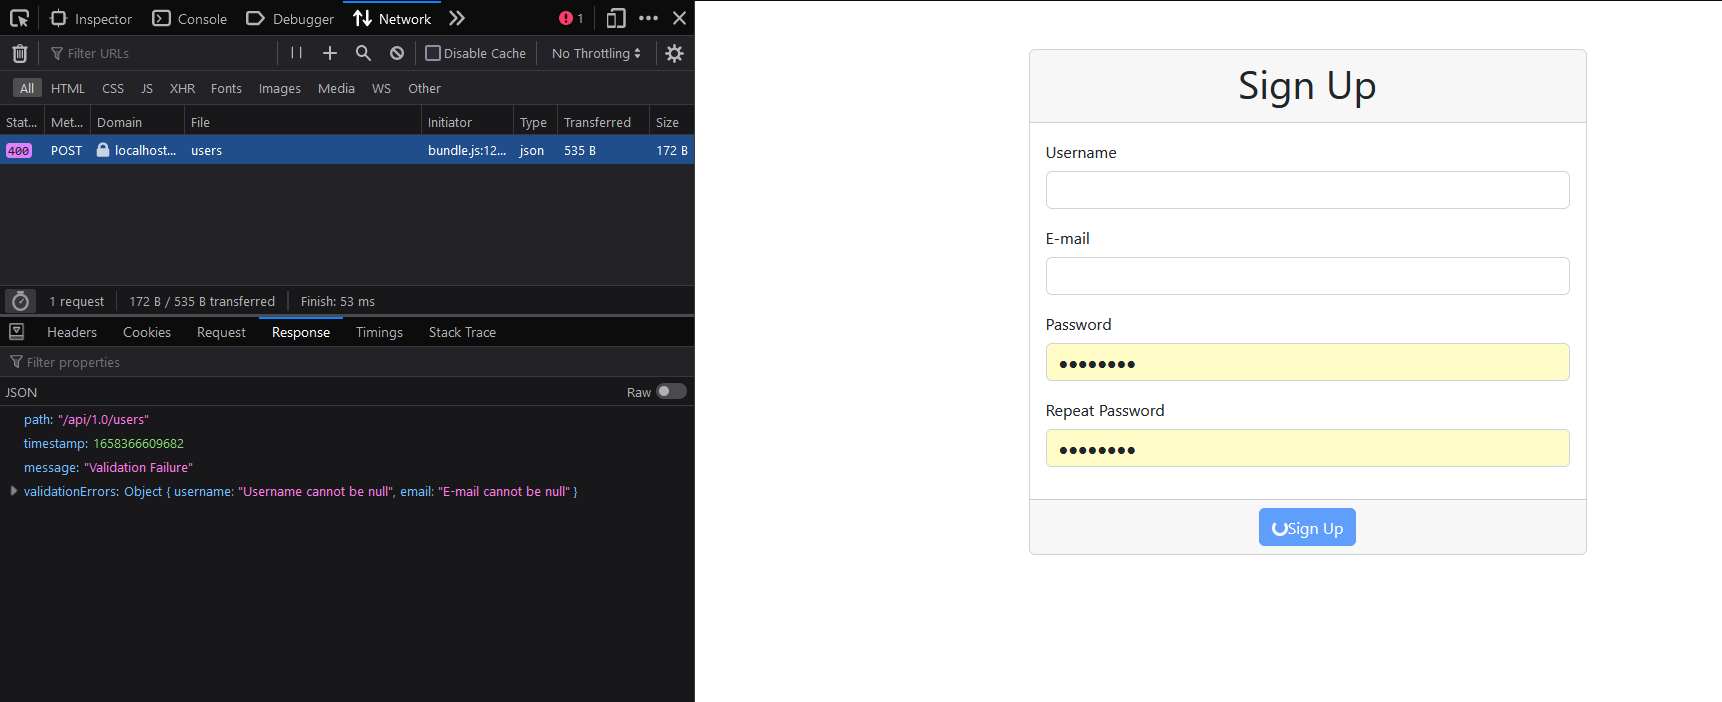 Inspector Console Debugger Network 1
Filter URLs Disable Cache No Throttling
All HTML CSS JS XHR Fonts Images Media WS Other
Stat... Met... Domain File Initiator Type Transferred Size
400 POST localhost... users bundle.js:12... json 535 B 172 B
1 request 172 B / 535 B transferred Finish: 53 ms
Headers Cookies Request Response Timings Stack Trace
Filter properties
JSON Raw
path: "/api/1.0/users"
timestamp: 1658366609682
message: "Validation Failure"
validationErrors: Object { username: "Username cannot be null", email: "E-mail cannot be null" }
Sign Up
Username
E-mail
Password
●●●●●●●●
Repeat Password
●●●●●●●●
Sign Up